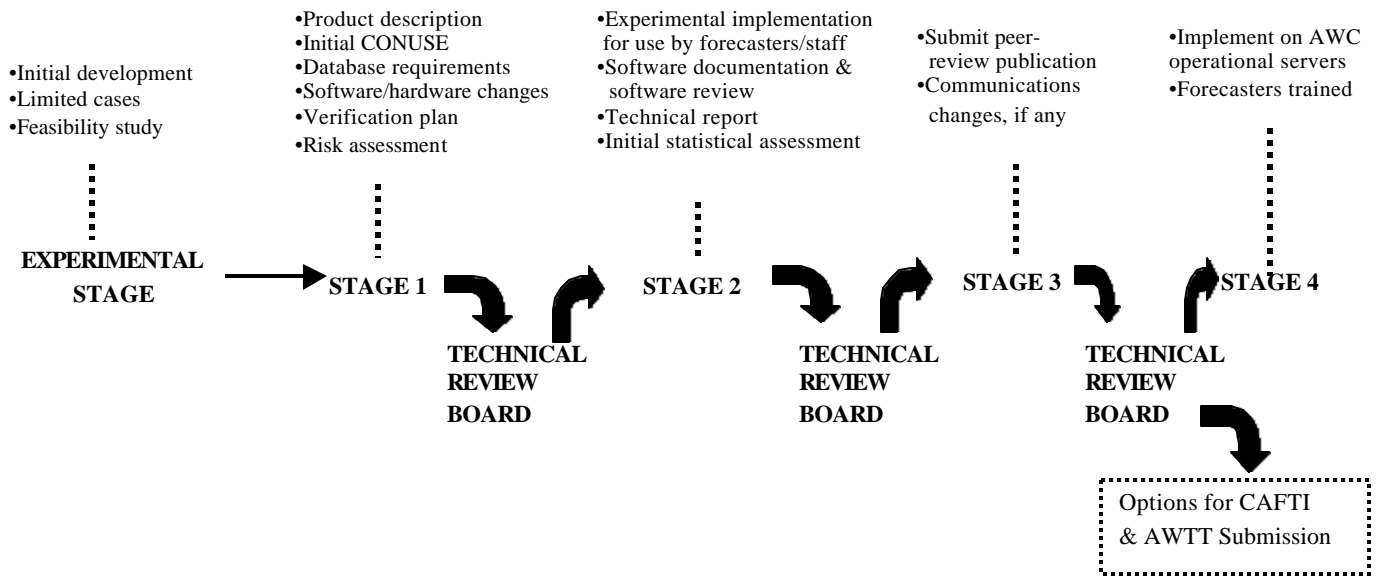 •Initial development
•Limited cases
•Feasibility study
•Product description
•Initial CONUSE
•Database requirements
•Software/hardware changes
•Verification plan
•Risk assessment
•Experimental implementation
for use by forecasters/staff
•Software documentation &
software review
•Technical report
•Initial statistical assessment
•Submit peer-
review publication
•Communications
changes, if any
•Implement on AWC
operational servers
•Forecasters trained
EXPERIMENTAL
STAGE
STAGE 1
STAGE 2
STAGE 3
STAGE 4
TECHNICAL
REVIEW
BOARD
TECHNICAL
REVIEW
BOARD
TECHNICAL
REVIEW
BOARD
Options for CAFTI
& AWTT Submission